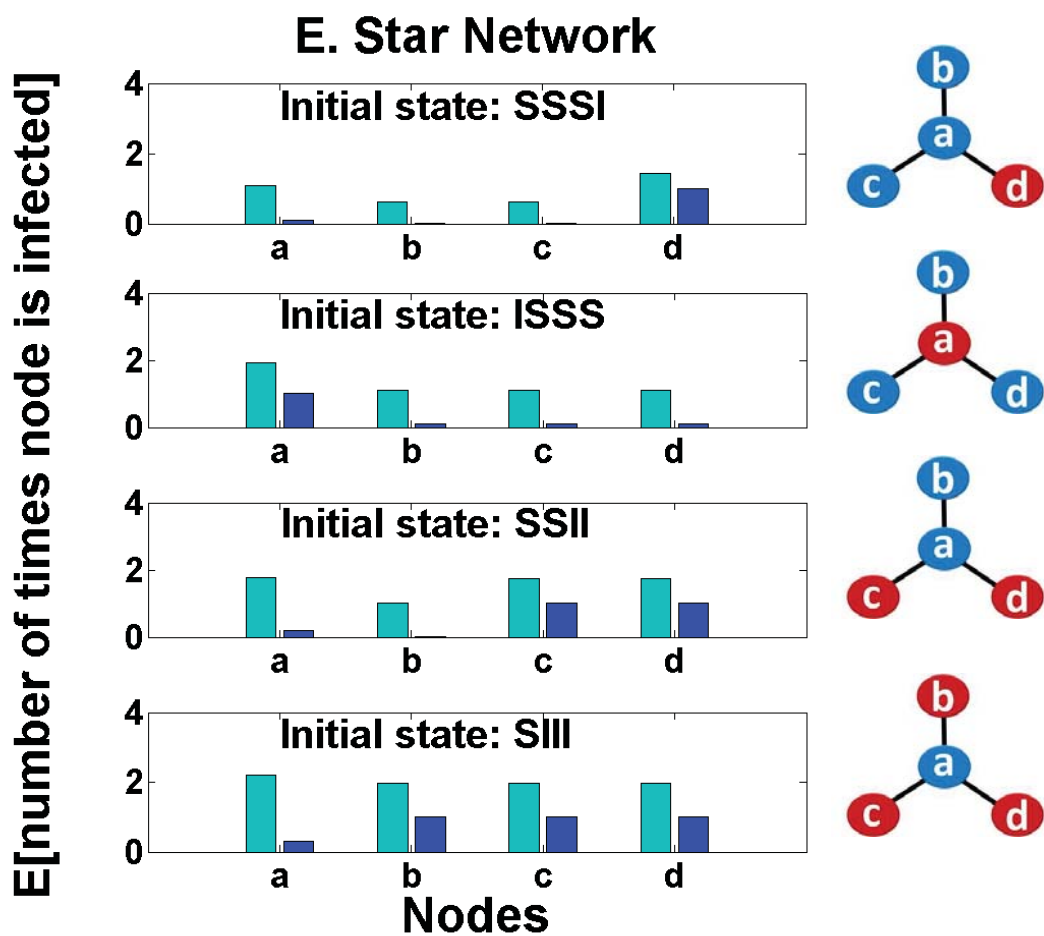 E. Star Network
E[number of times node is infected]
4
2
0
Initial state: SSSI
a b c d
b
a
c d
4
2
0
Initial state: ISSS
a b c d
b
a
c d
4
2
0
Initial state: SSII
a b c d
b
a
c d
4
2
0
Initial state: SIII
a b c d
b
a
c d
Nodes